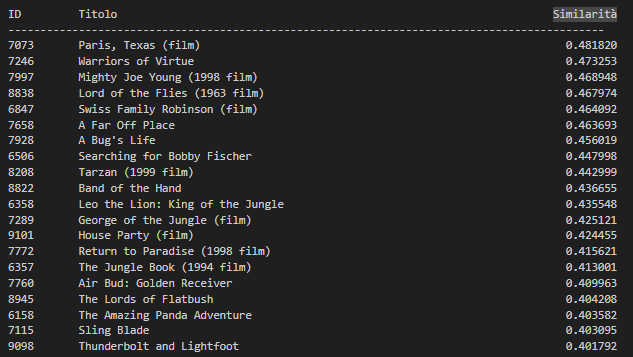 ID Titolo Similarità
--------------------------------------------------------------------------------------------
7073 Paris, Texas (film) 0.481820
7246 Warriors of Virtue 0.473253
7997 Mighty Joe Young (1998 film) 0.468948
8838 Lord of the Flies (1963 film) 0.467974
6847 Swiss Family Robinson (film) 0.464092
7658 A Far Off Place 0.463693
7928 A Bug's Life 0.456019
6506 Searching for Bobby Fischer 0.447998
8208 Tarzan (1999 film) 0.442999
8822 Band of the Hand 0.436655
6358 Leo the Lion: King of the Jungle 0.435548
7289 George of the Jungle (film) 0.425121
9101 House Party (film) 0.424455
7772 Return to Paradise (1998 film) 0.415621
6357 The Jungle Book (1994 film) 0.413001
7760 Air Bud: Golden Receiver 0.409963
8945 The Lords of Flatbush 0.404208
6158 The Amazing Panda Adventure 0.403582
7115 Sling Blade 0.403095
9098 Thunderbolt and Lightfoot 0.401792